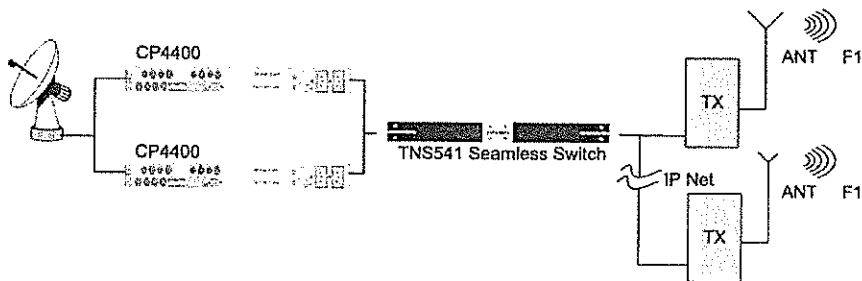 CP4400
ANT F1
TX
CP4400
TNS541 Seamless Switch
IP Net
ANT F1
TX